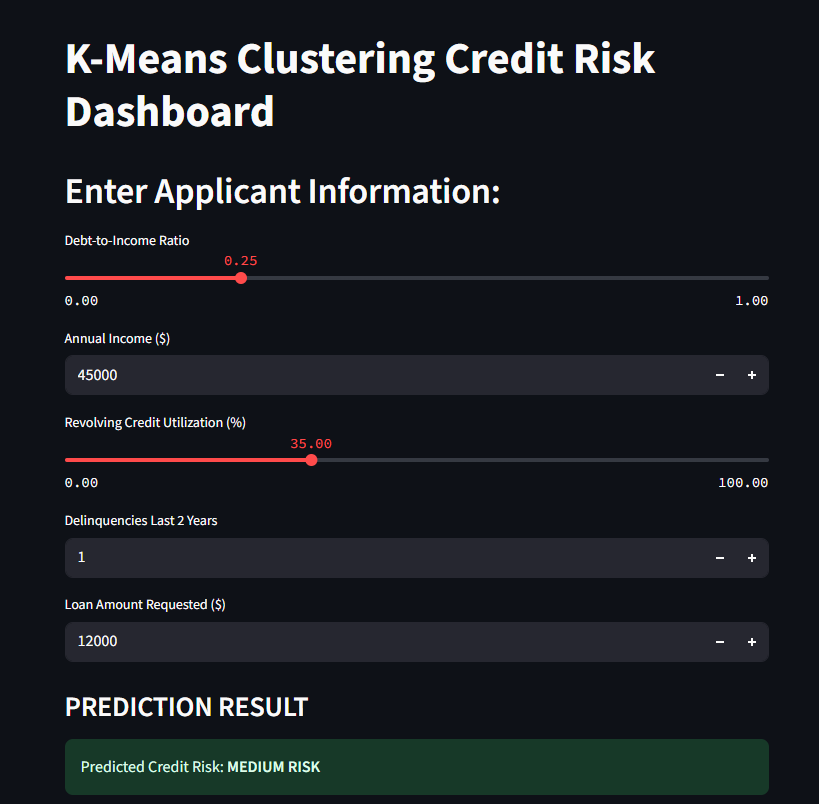 K-Means Clustering Credit Risk
Dashboard
Enter Applicant Information:
Debt-to-Income Ratio
0.25
0.00 1.00
Annual Income ($)
45000 − +
Revolving Credit Utilization (%)
35.00
0.00 100.00
Delinquencies Last 2 Years
1 − +
Loan Amount Requested ($)
12000 − +
PREDICTION RESULT
Predicted Credit Risk: MEDIUM RISK